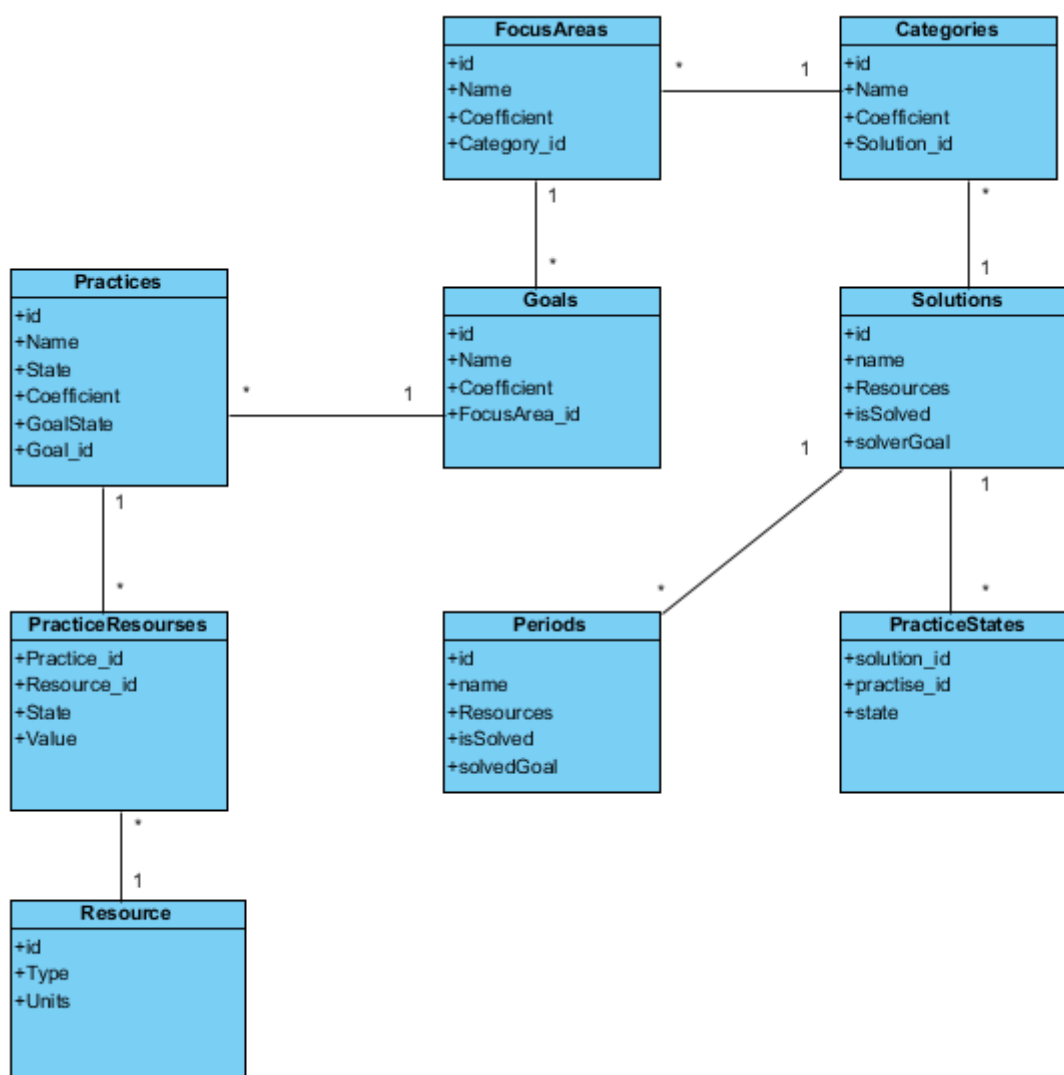 FocusAreas
+id
+Name
+Coefficient
+Category_id
*
1
Categories
+id
+Name
+Coefficient
+Solution_id
1
*
*
1
Practices
+id
+Name
+State
+Coefficient
+GoalState
+Goal_id
*
1
Goals
+id
+Name
+Coefficient
+FocusArea_id
Solutions
+id
+name
+Resources
+isSolved
+solverGoal
1
*
1
*
1
*
PracticeResourses
+Practice_id
+Resource_id
+State
+Value
Periods
+id
+name
+Resources
+isSolved
+solvedGoal
PracticeStates
+solution_id
+practise_id
+state
*
1
Resource
+id
+Type
+Units